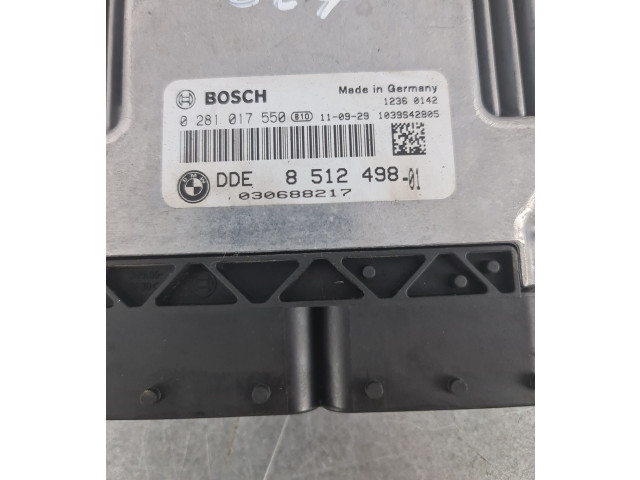 BOSCH
Made in Germany
1236 0142
0 281 017 550 810 11-09-29 1039S42805
BMW DDE 8 512 498-01
030688217